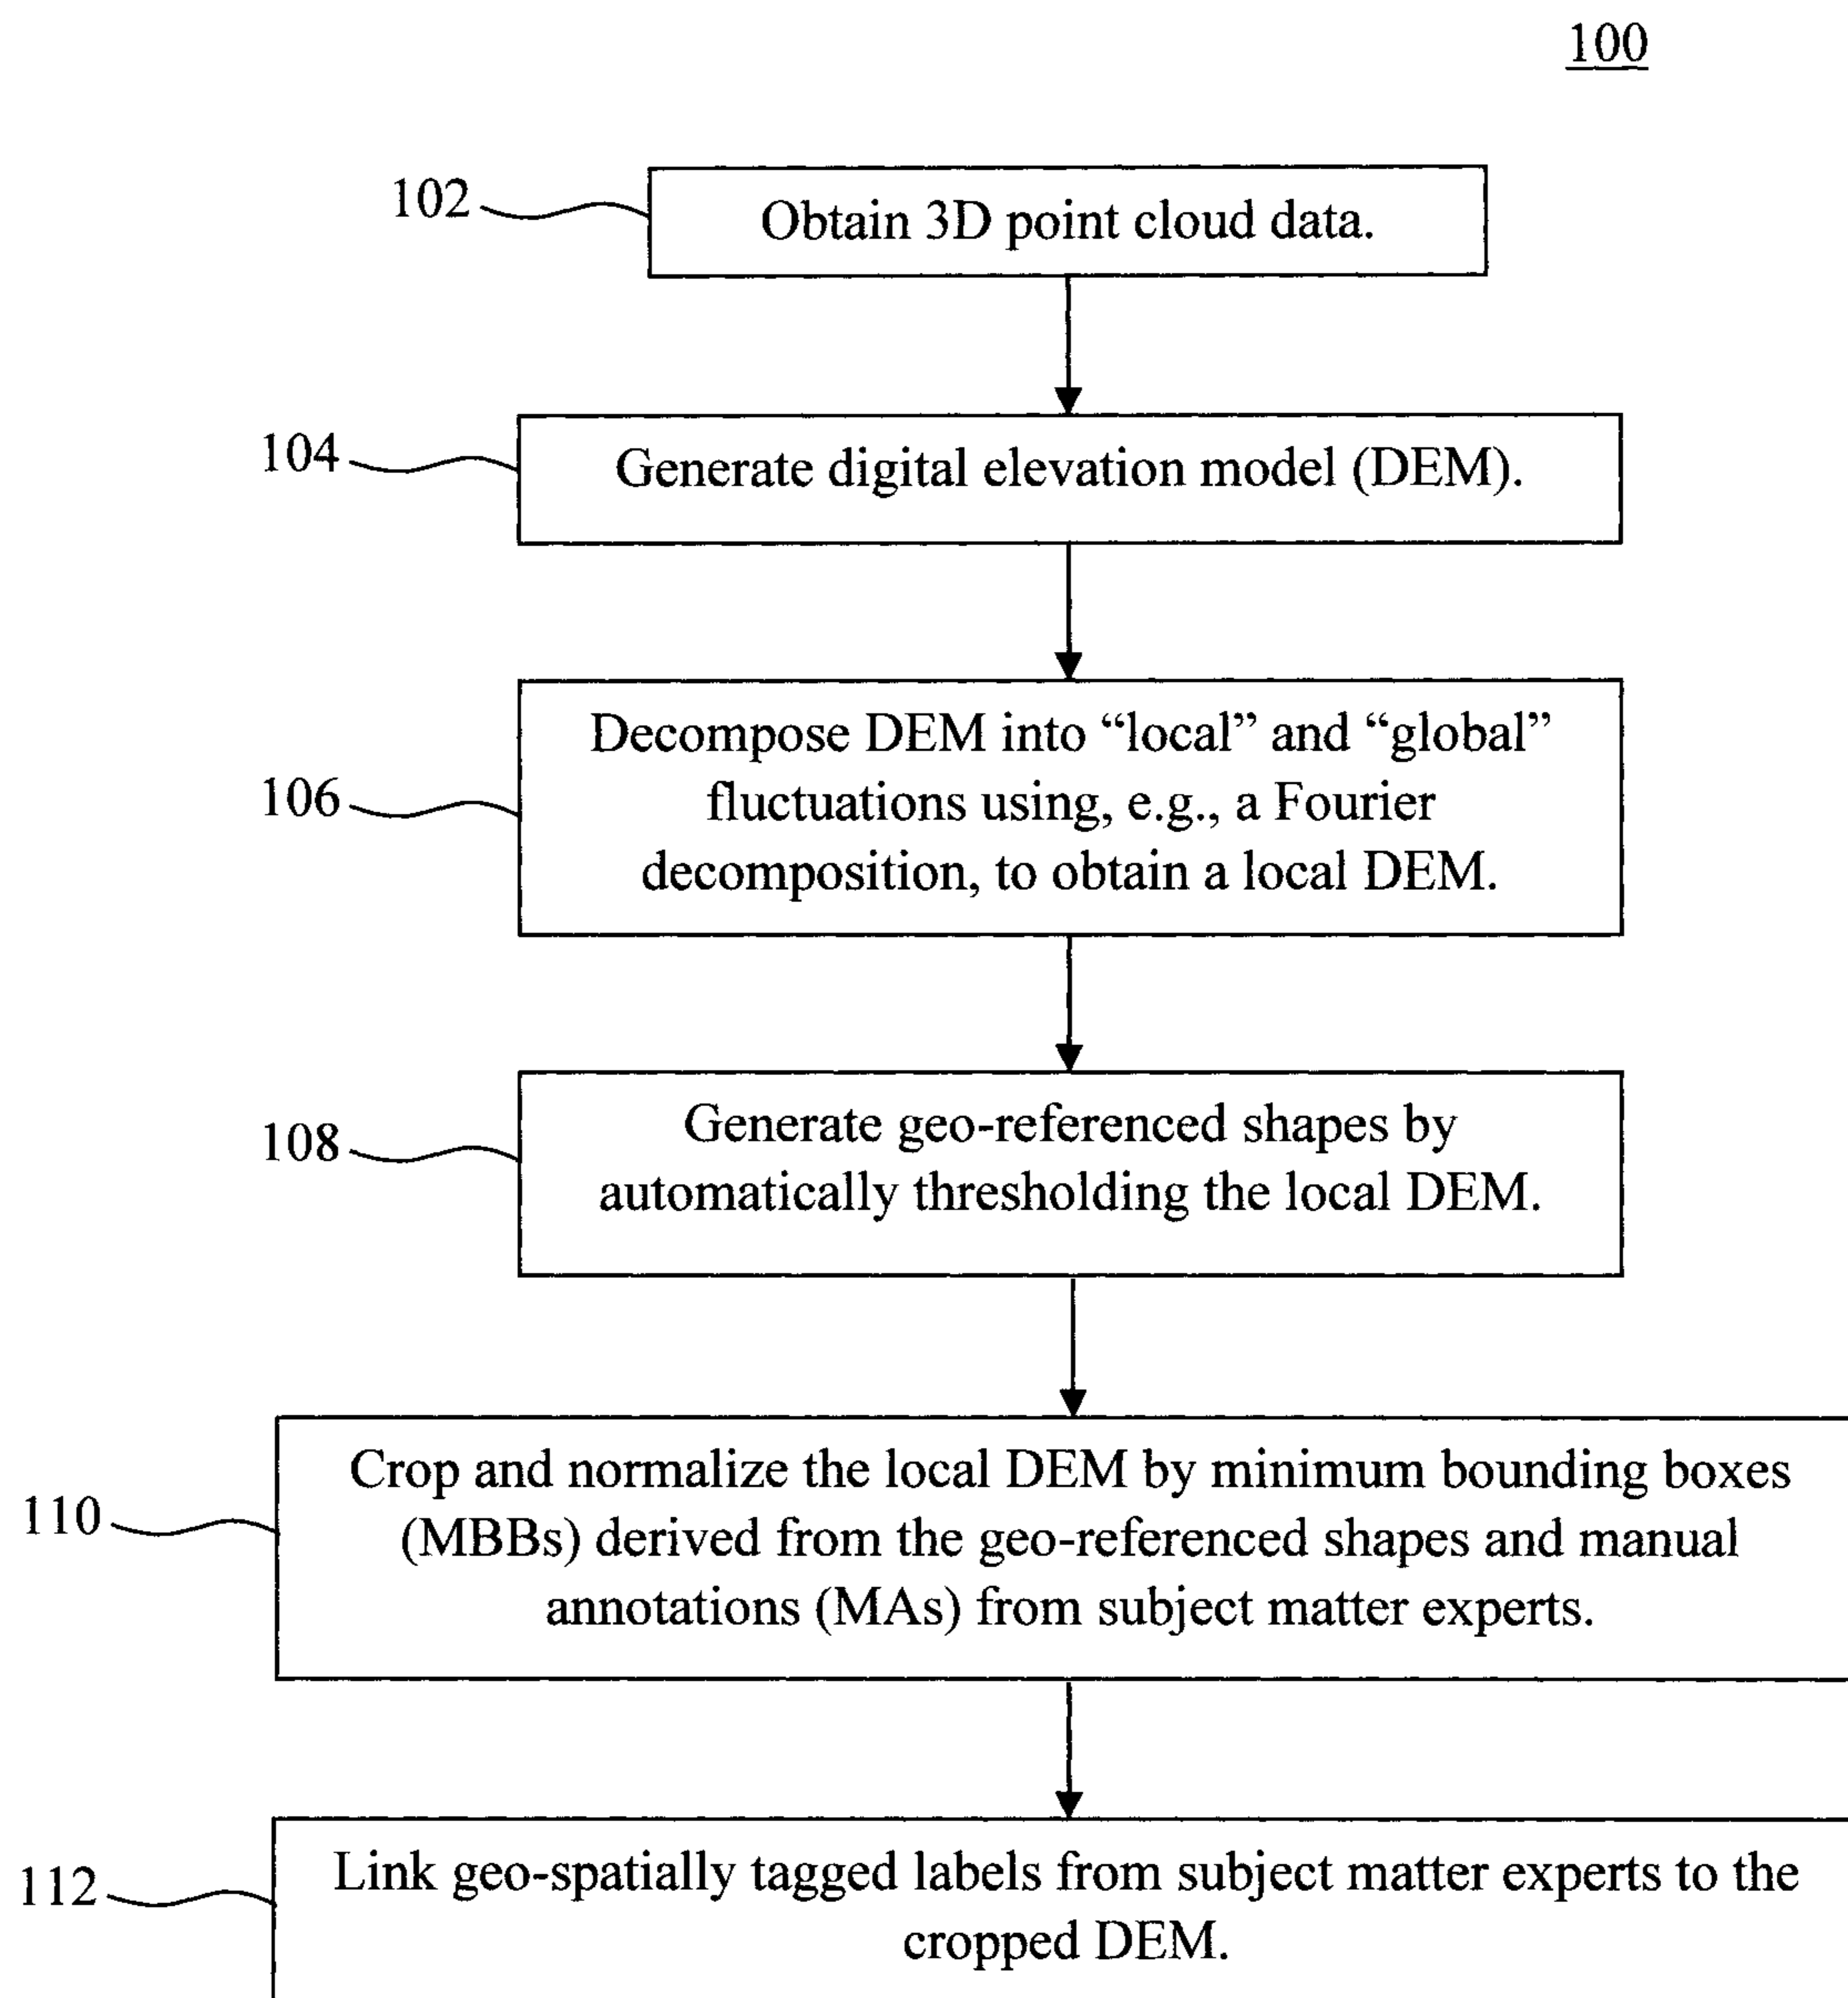 100
102
Obtain 3D point cloud data.
104
Generate digital elevation model (DEM).
106
Decompose DEM into “local” and “global”
fluctuations using, e.g., a Fourier
decomposition, to obtain a local DEM.
108
Generate geo-referenced shapes by
automatically thresholding the local DEM.
110
Crop and normalize the local DEM by minimum bounding boxes
(MBBs) derived from the geo-referenced shapes and manual
annotations (MAs) from subject matter experts.
112
Link geo-spatially tagged labels from subject matter experts to the
cropped DEM.